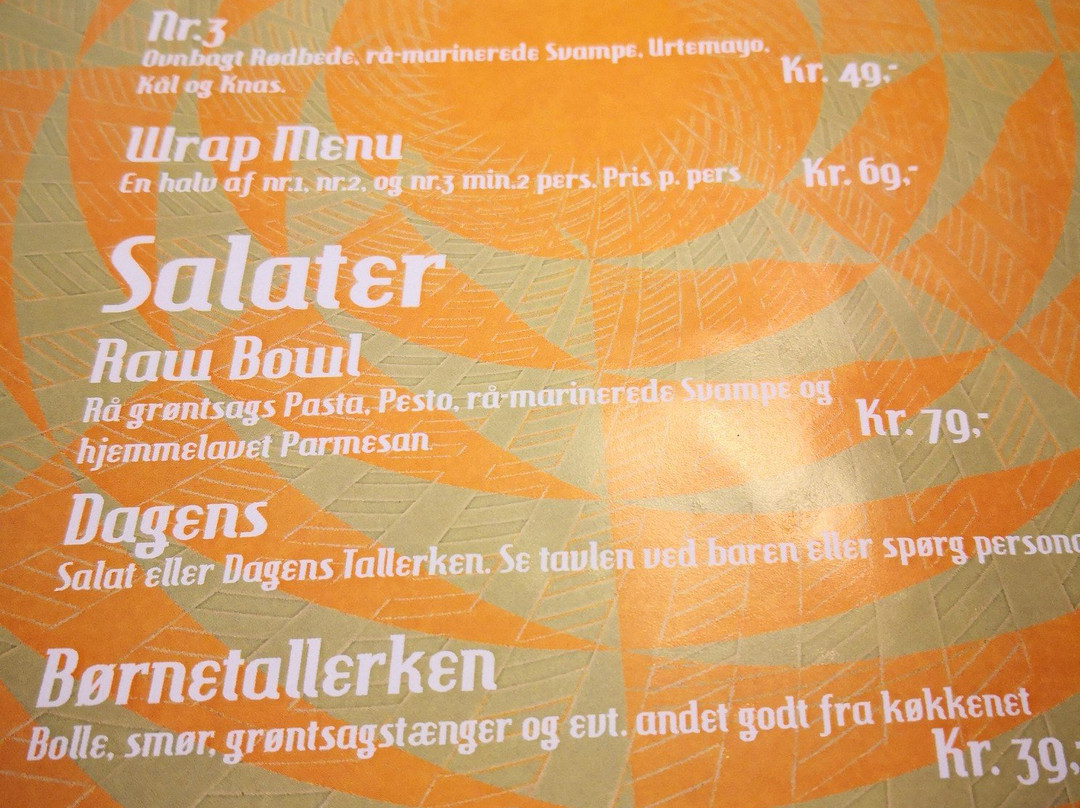 Nr.3
Ovnbagt Rødbede, rå-marinerede Svampe, Urtemayo.
Kål og Knas.
Kr. 49,-
Wrap Menu
En halv af nr.1, nr.2, og nr.3 min.2 pers. Pris p. pers
Kr. 69,-
Salater
Raw Bowl
Rå grøntsags Pasta, Pesto, rå-marinerede Svampe og
hjemmelavet Parmesan
Kr. 79,-
Dagens
Salat eller Dagens Tallerken. Se tavlen ved baren eller spørg
Børnetallerken
Bolle, smør, grøntsagstænger og evt. andet godt fra køkkenet
Kr. 39,-